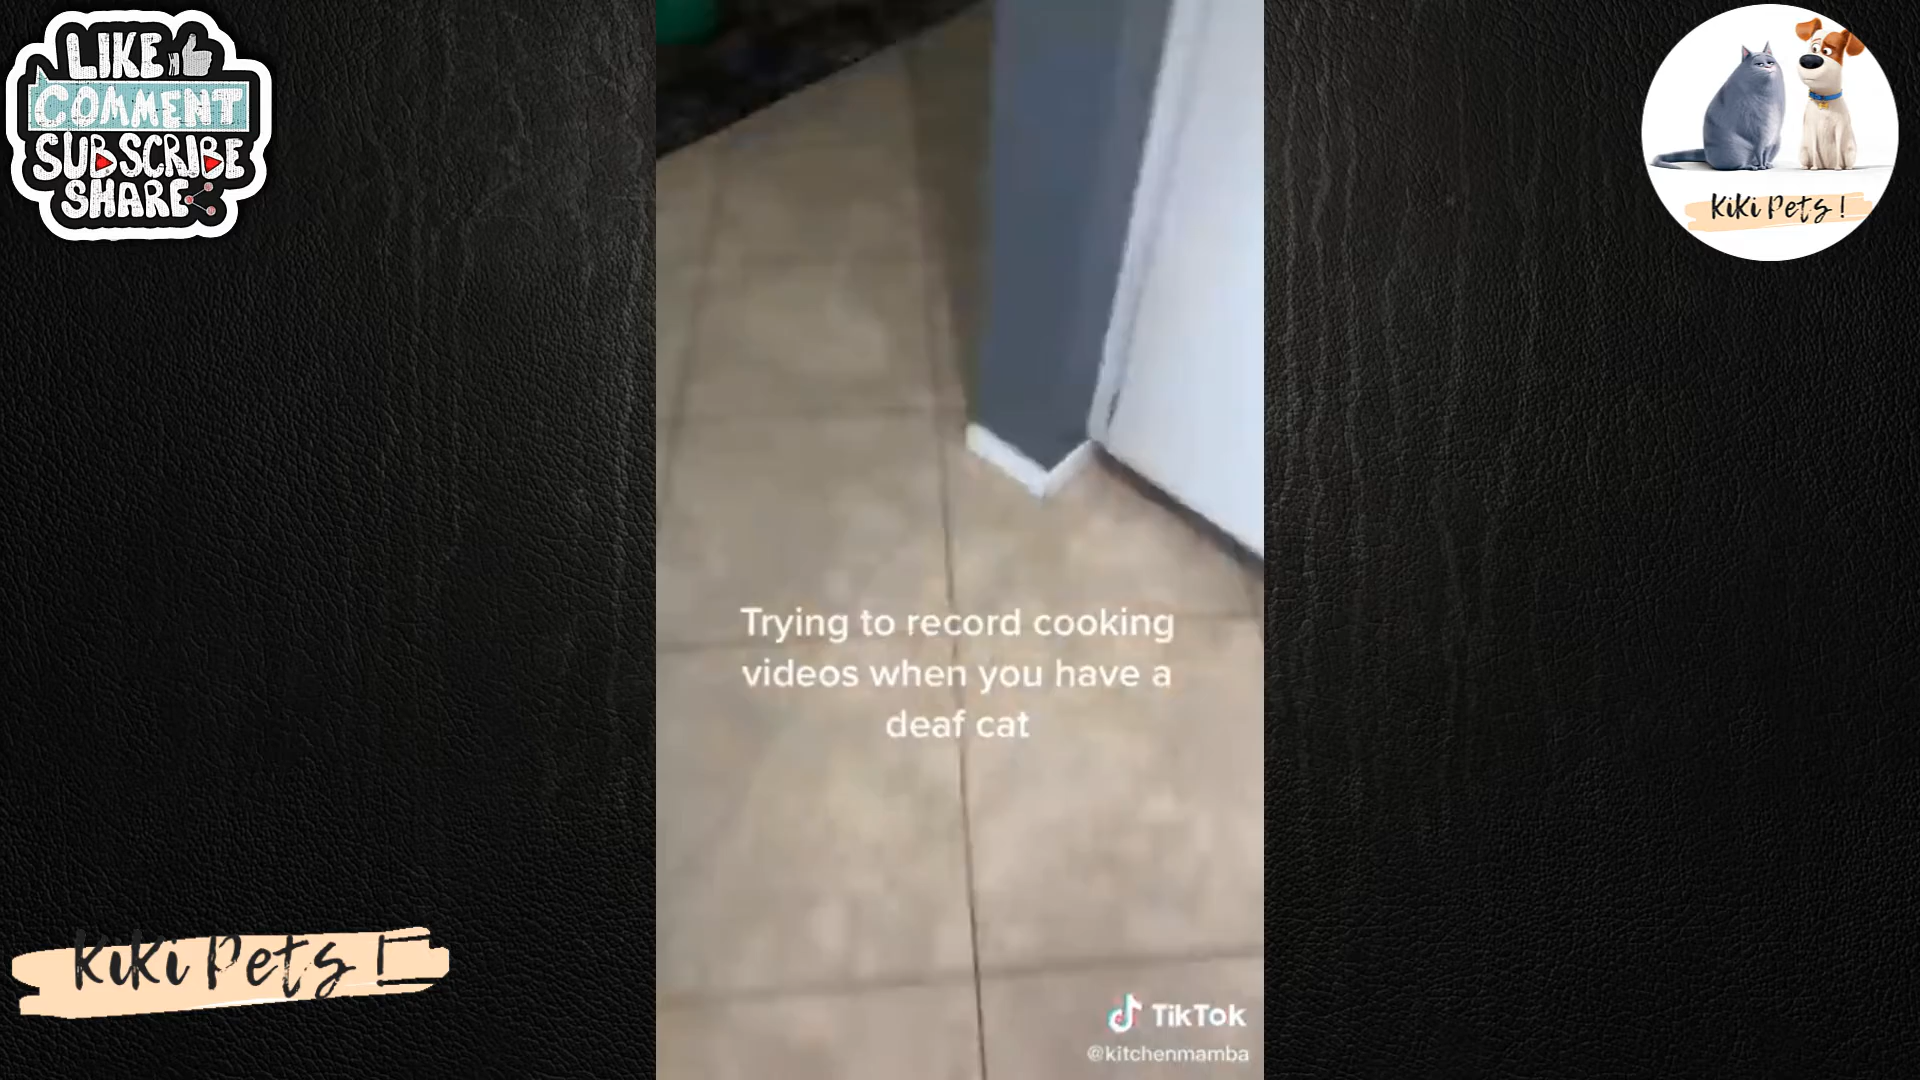 LIKE
COMMENT
SUBSCRIBE
SHARE
KiKi Pets !
Trying to record cooking
videos when you have a
deaf cat
KiKi Pets !
TikTok
@kitchenmamba